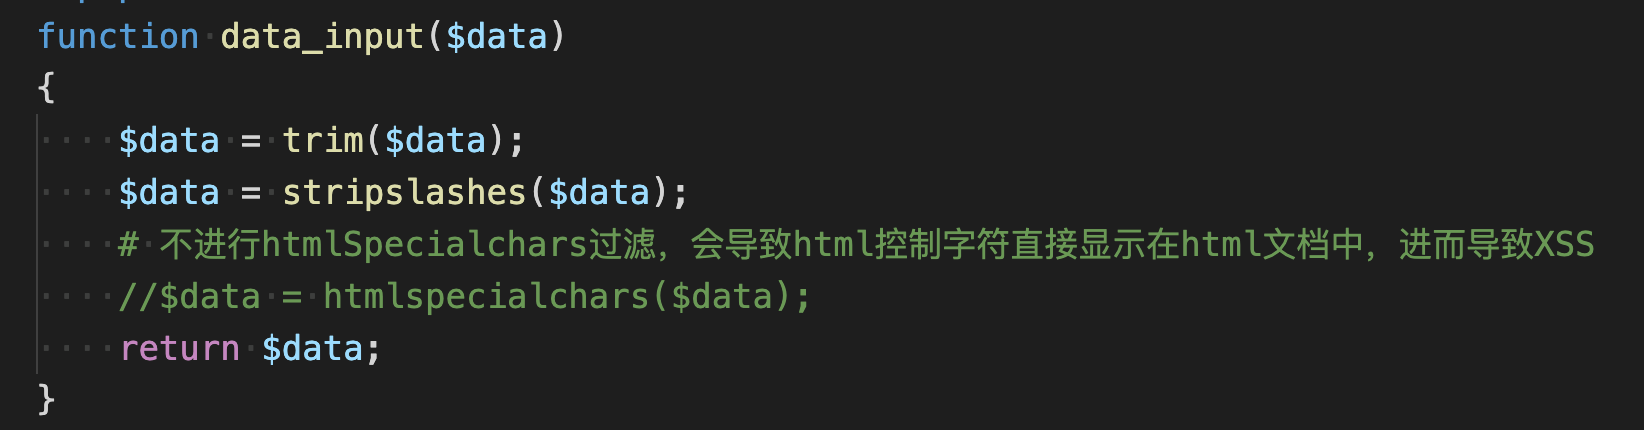 function data_input($data)
{
    $data = trim($data);
    $data = stripslashes($data);
    # 不进行htmlSpecialchars过滤，会导致html控制字符直接显示在html文档中，进而导致XSS
    //$data = htmlspecialchars($data);
    return $data;
}